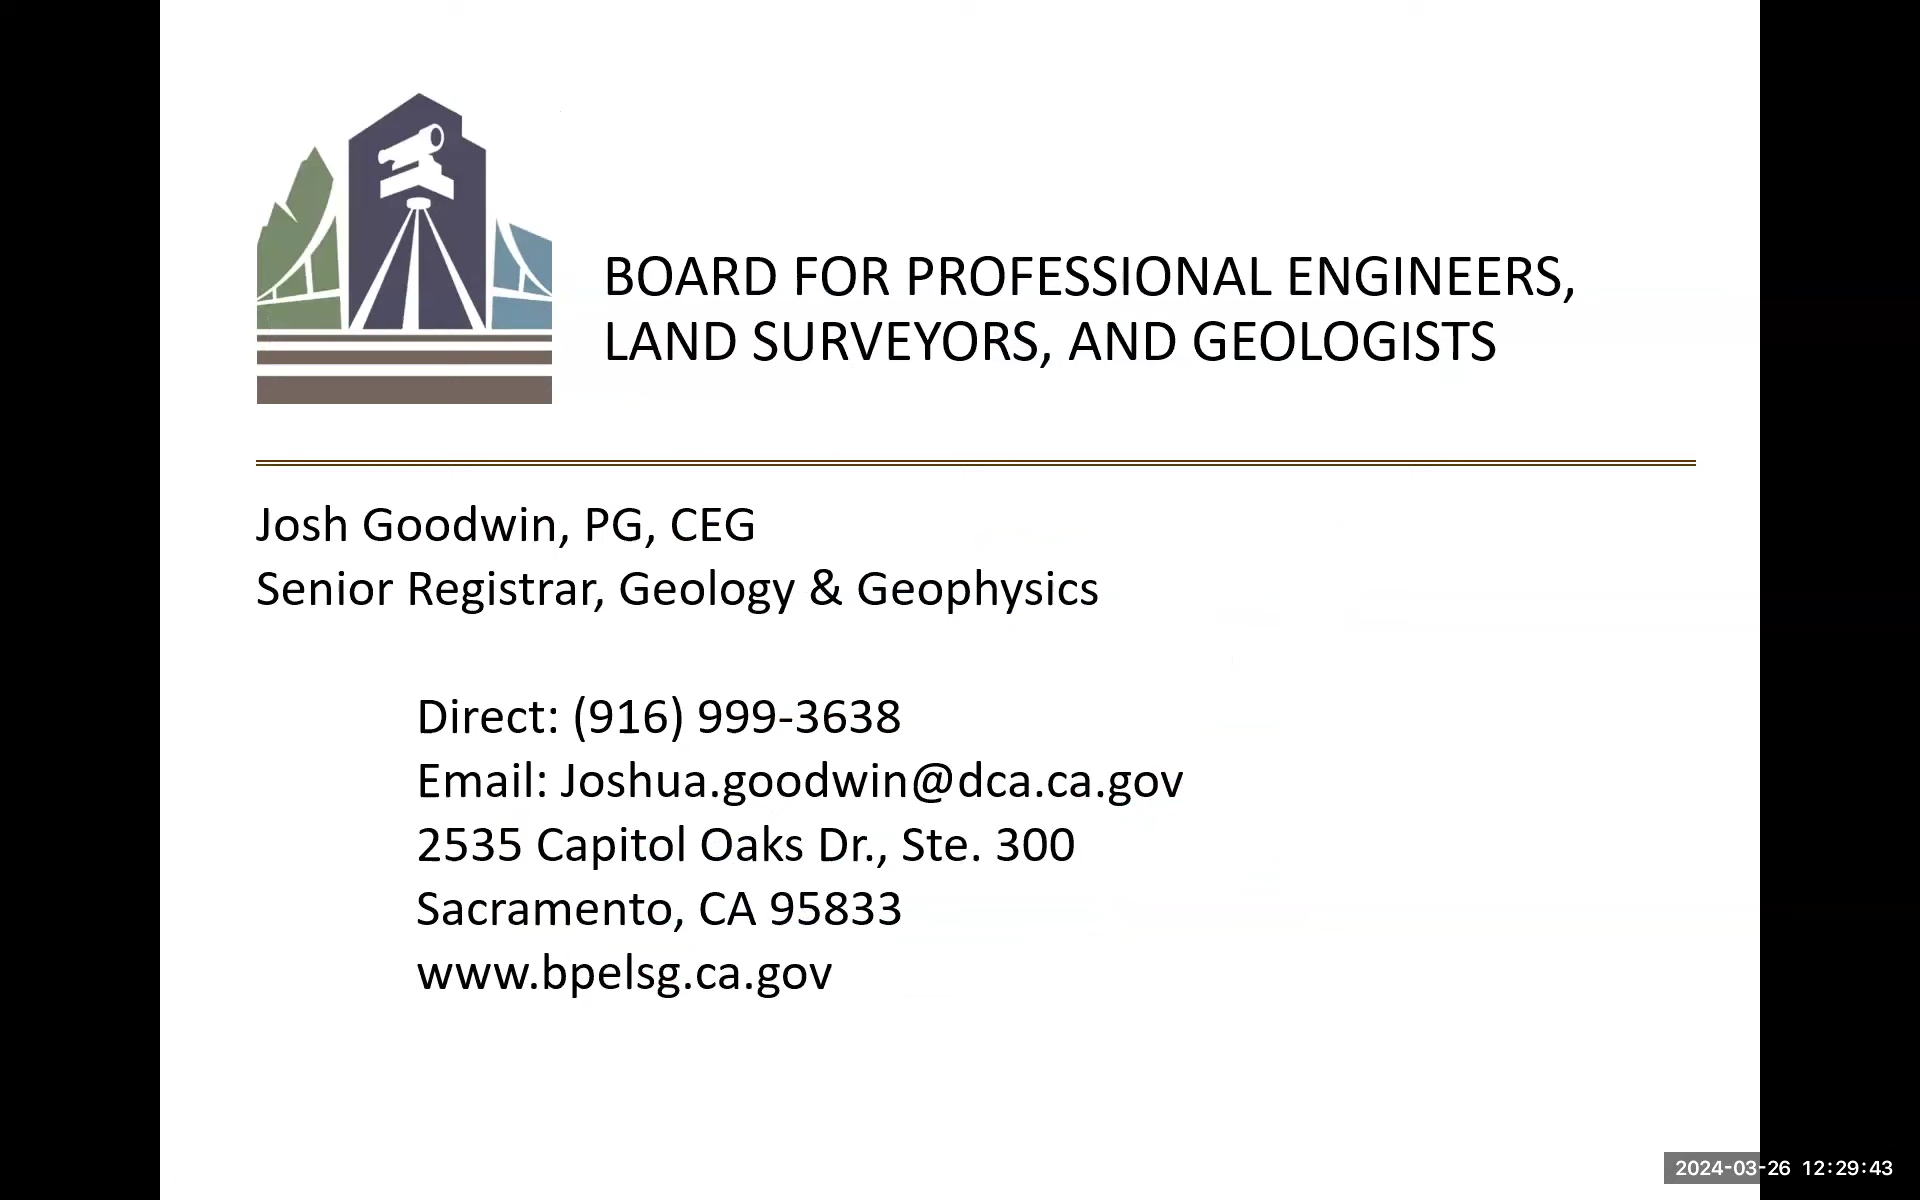 BOARD FOR PROFESSIONAL ENGINEERS,
LAND SURVEYORS, AND GEOLOGISTS
Josh Goodwin, PG, CEG
Senior Registrar, Geology & Geophysics
Direct: (916) 999-3638
Email: Joshua.goodwin@dca.ca.gov
2535 Capitol Oaks Dr., Ste. 300
Sacramento, CA 95833
www.bpelsg.ca.gov
2024-03-26 12:29:43